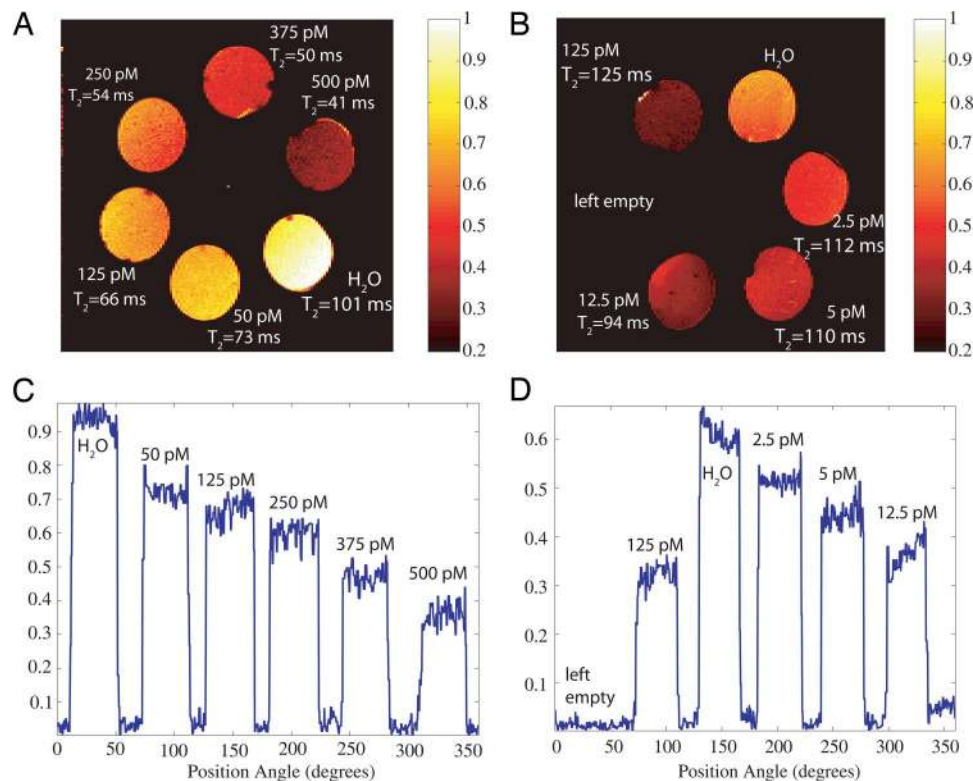 A
375 pM
T2=50 ms
500 pM
T2=41 ms
250 pM
T2=54 ms
125 pM
T2=66 ms
50 pM
T2=73 ms
H2O
T2=101 ms
1
0.9
0.8
0.7
0.6
0.5
0.4
0.3
0.2
B
125 pM
T2=125 ms
H2O
left empty
2.5 pM
T2=112 ms
12.5 pM
T2=94 ms
5 pM
T2=110 ms
1
0.9
0.8
0.7
0.6
0.5
0.4
0.3
0.2
C
0.9
0.8
0.7
0.6
0.5
0.4
0.3
0.2
0.1
H2O
50 pM
125 pM
250 pM
375 pM
500 pM
0 50 100 150 200 250 300 350
Position Angle (degrees)
D
0.6
0.5
0.4
0.3
0.2
0.1
left
empty
125 pM
H2O
2.5 pM
5 pM
12.5 pM
0 50 100 150 200 250 300 350
Position Angle (degrees)